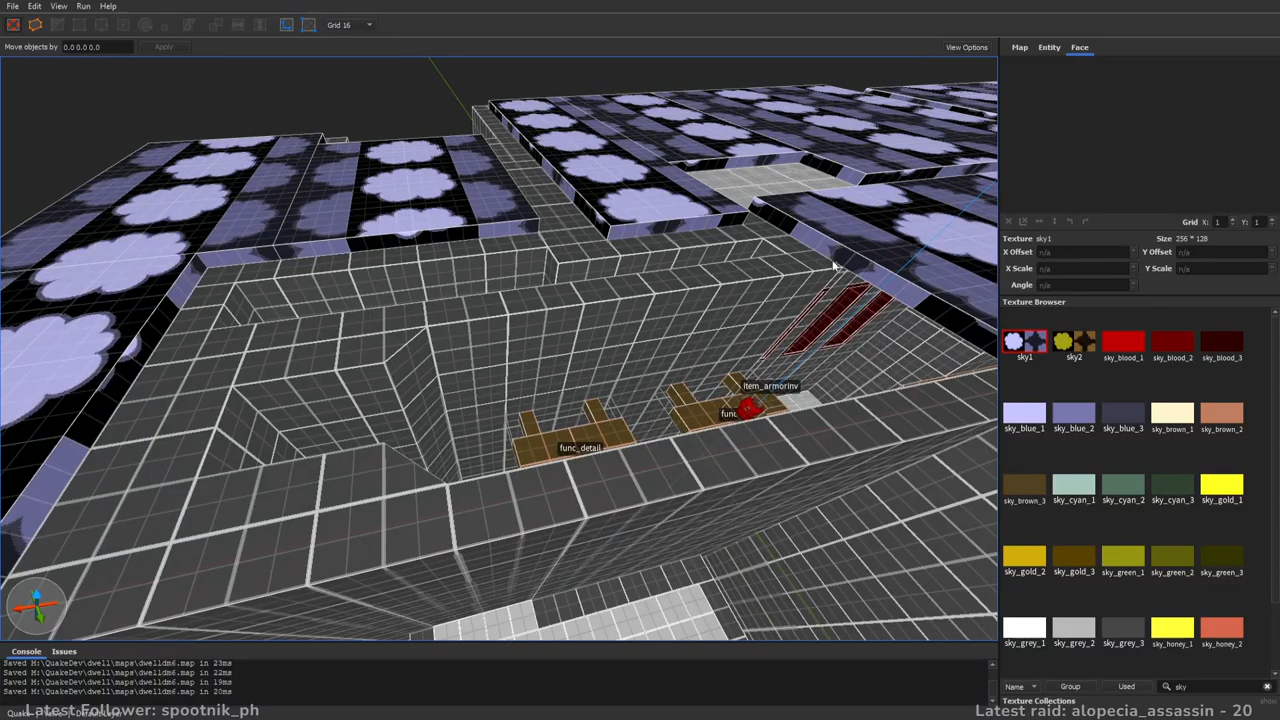 File Edit View Run Help
Grid 16
Move objects by 0.0 0.0 0.0 Apply View Options
Map Entity Face
Grid X: 1 Y: 1
Texture sky1 Size 256 * 128
X Offset n/a Y Offset n/a
X Scale n/a Y Scale n/a
Angle n/a
Texture Browser
sky1 sky2 sky_blood_1 sky_blood_2 sky_blood_3
item_armorInv
func
func_detail
sky_blue_1 sky_blue_2 sky_blue_3 sky_brown_1 sky_brown_2
sky_brown_3 sky_cyan_1 sky_cyan_2 sky_cyan_3 sky_gold_1
sky_gold_2 sky_gold_3 sky_green_1 sky_green_2 sky_green_3
sky_grey_1 sky_grey_2 sky_grey_3 sky_honey_1 sky_honey_2
Console Issues
Saved M:\QuakeDev\dwell\maps\dwelldm6.map in 23ms
Saved M:\QuakeDev\dwell\maps\dwelldm6.map in 22ms
Saved M:\QuakeDev\dwell\maps\dwelldm6.map in 19ms
Saved M:\QuakeDev\dwell\maps\dwelldm6.map in 20ms
Name Group Used sky
Texture Collections
Latest Follower: spootnik_ph
Latest raid: alopecia_assassin - 20